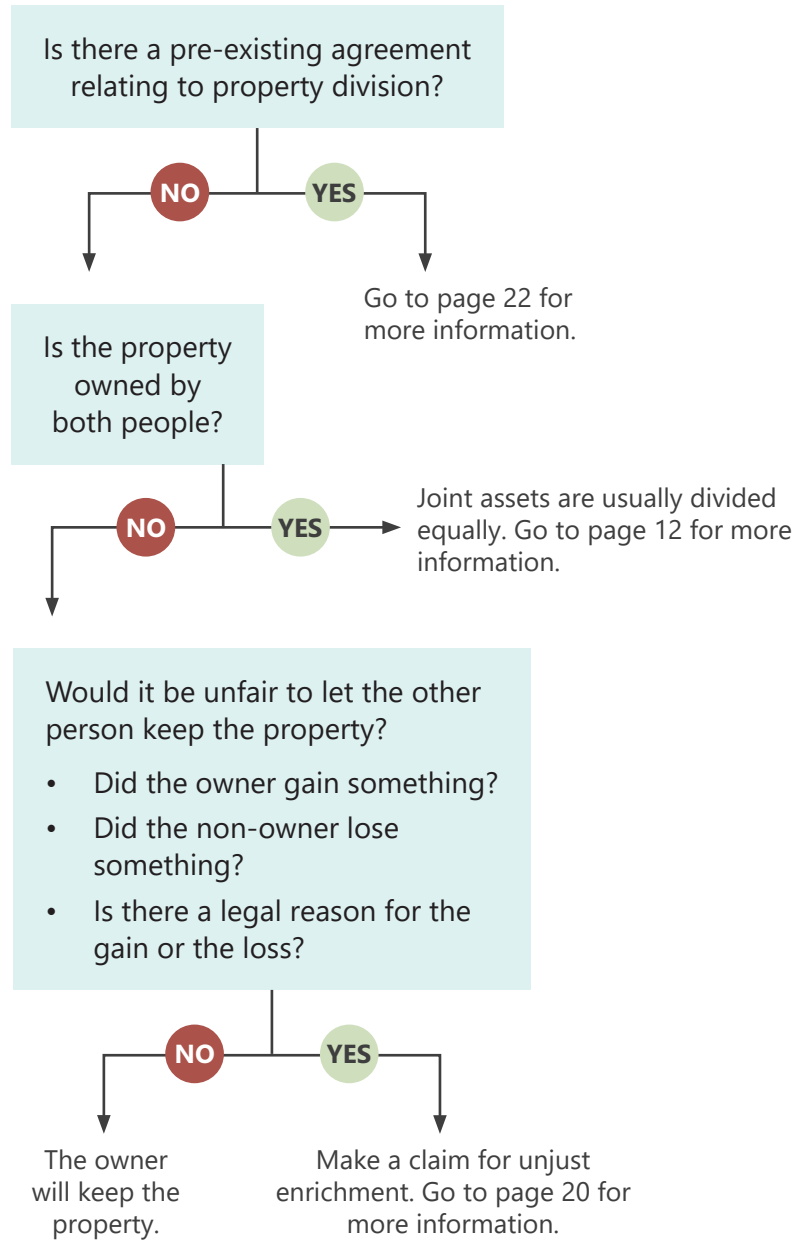 Is there a pre-existing agreement
relating to property division?
NO
YES
Go to page 22 for
more information.
Is the property
owned by
both people?
NO
YES
Joint assets are usually divided
equally. Go to page 12 for more
information.
Would it be unfair to let the other
person keep the property?
• Did the owner gain something?
• Did the non-owner lose
something?
• Is there a legal reason for the
gain or the loss?
NO
YES
The owner
will keep the
property.
Make a claim for unjust
enrichment. Go to page 20 for
more information.